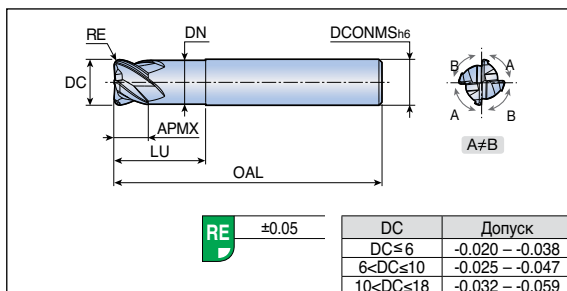 RE
DN
DCONMSh6
DC
APMX
LU
OAL
B
A
A
B
A≠B
RE
±0.05
DC Допуск
DC≤6 -0.020 – -0.038
6<DC≤10 -0.025 – -0.047
10<DC≤18 -0.032 – -0.059